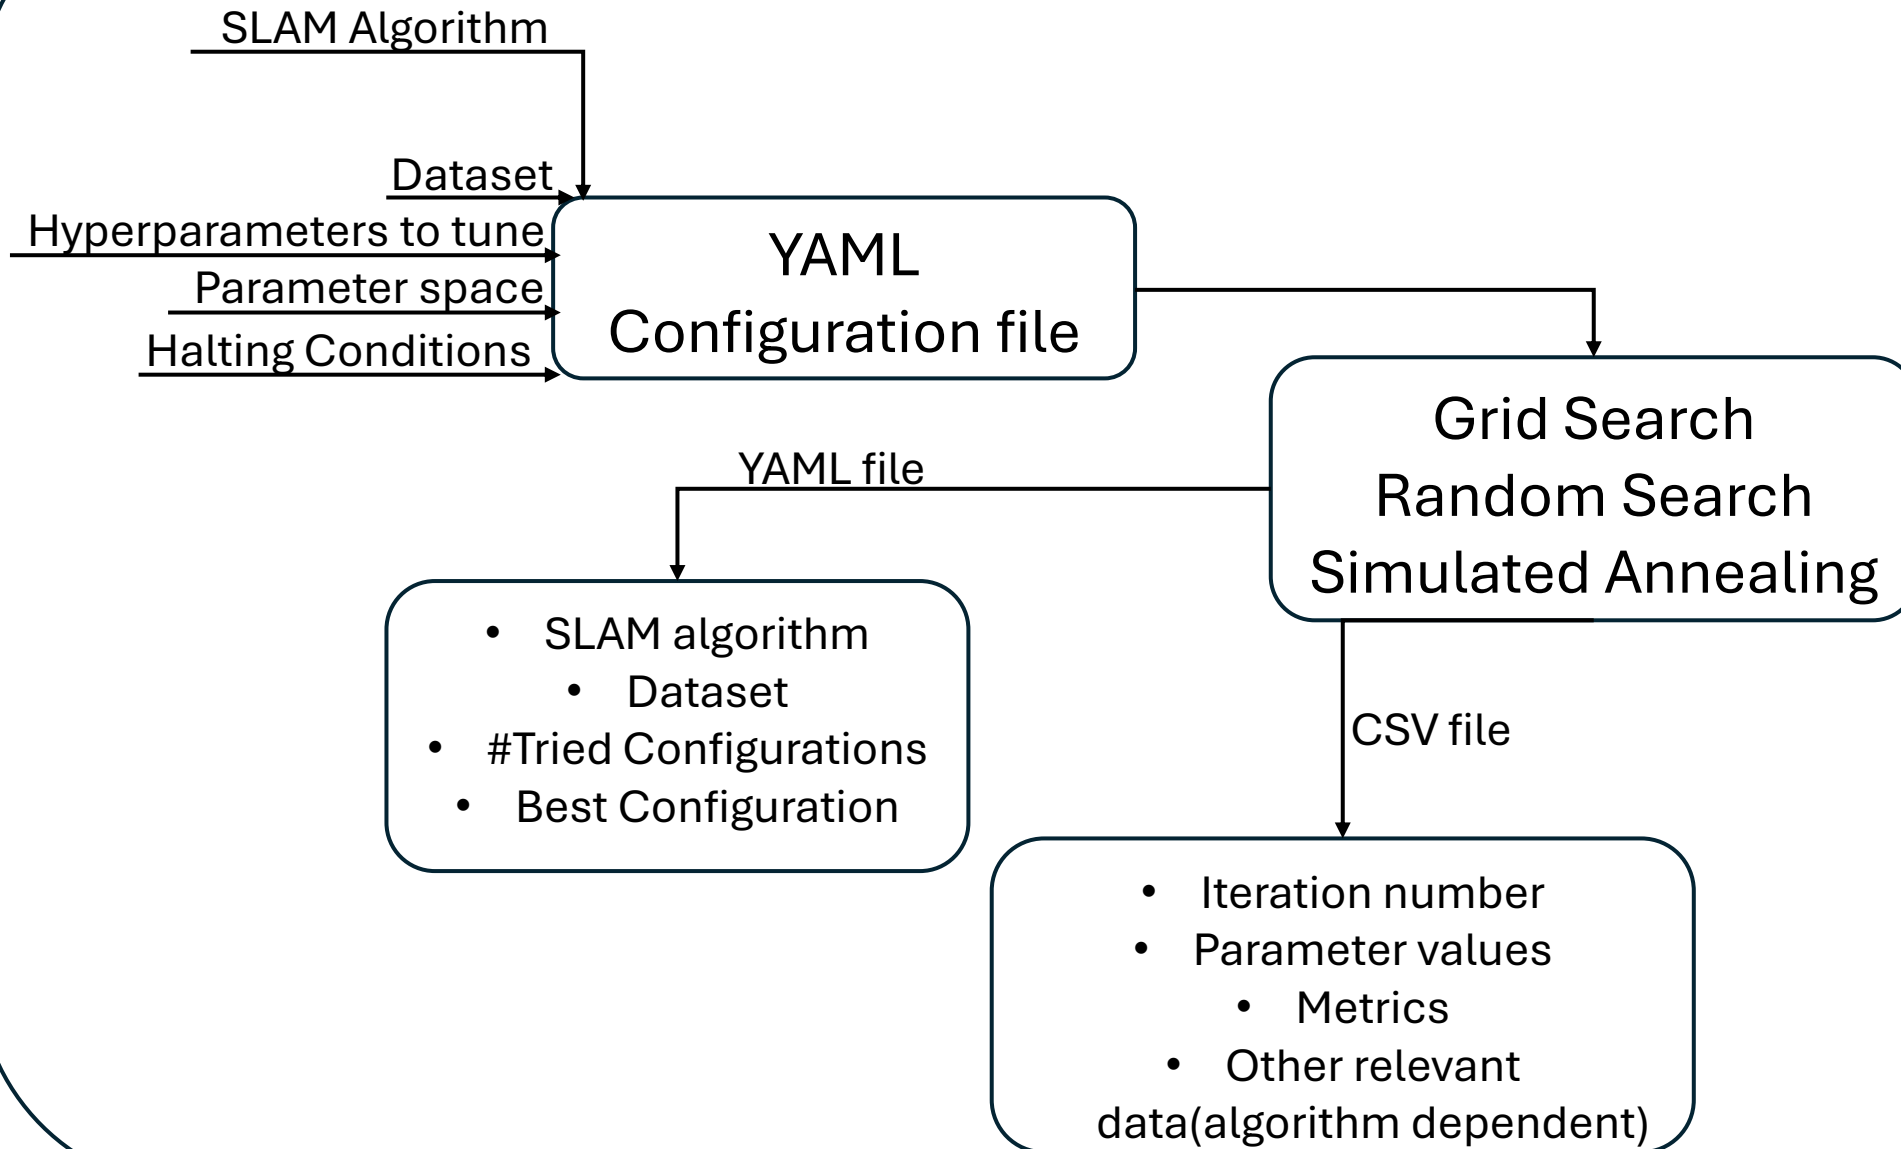 SLAM Algorithm
Dataset
Hyperparameters to tune
Parameter space
Halting Conditions
YAML
Configuration file
Grid Search
Random Search
Simulated Annealing
YAML file
• SLAM algorithm
• Dataset
• #Tried Configurations
• Best Configuration
CSV file
• Iteration number
• Parameter values
• Metrics
• Other relevant
data(algorithm dependent)